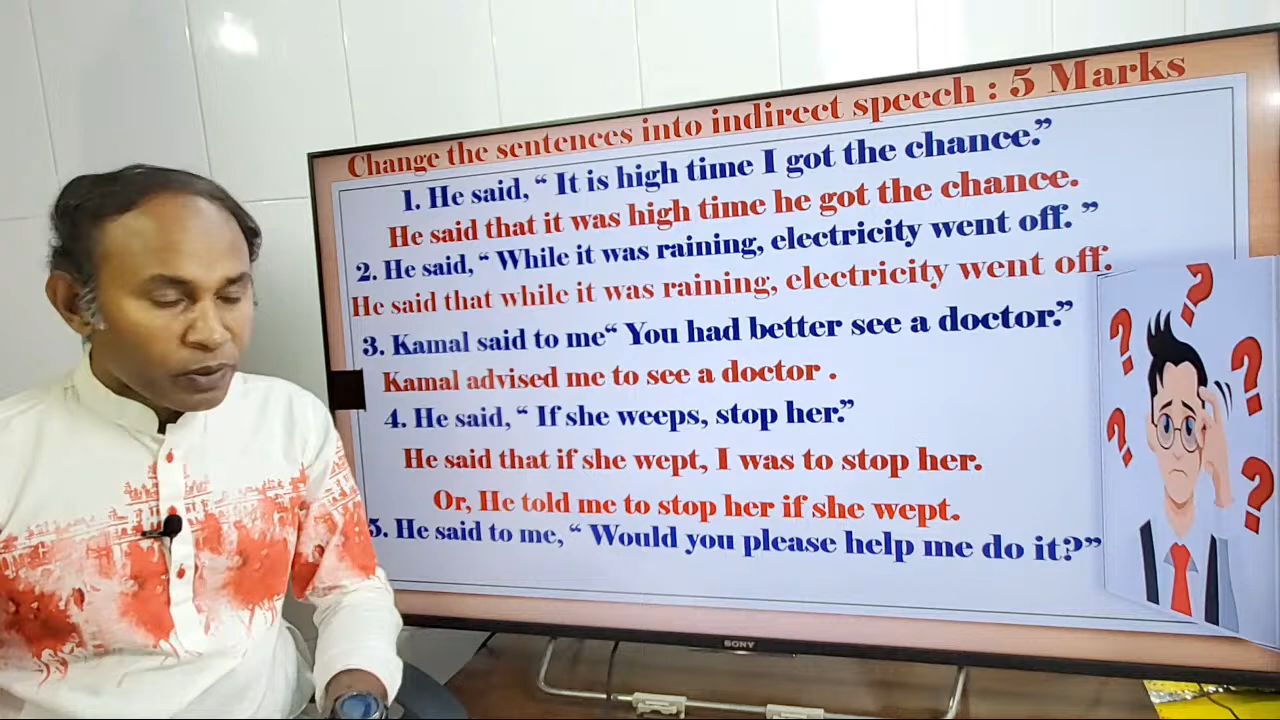 Change the sentences into indirect speech : 5 Marks
1. He said, “ It is high time I got the chance.”
He said that it was high time he got the chance.
2. He said, “ While it was raining, electricity went off. ”
He said that while it was raining, electricity went off.
3. Kamal said to me“ You had better see a doctor.”
Kamal advised me to see a doctor .
4. He said, “ If she weeps, stop her.”
He said that if she wept, I was to stop her.
Or, He told me to stop her if she wept.
5. He said to me, “ Would you please help me do it?”
SONY